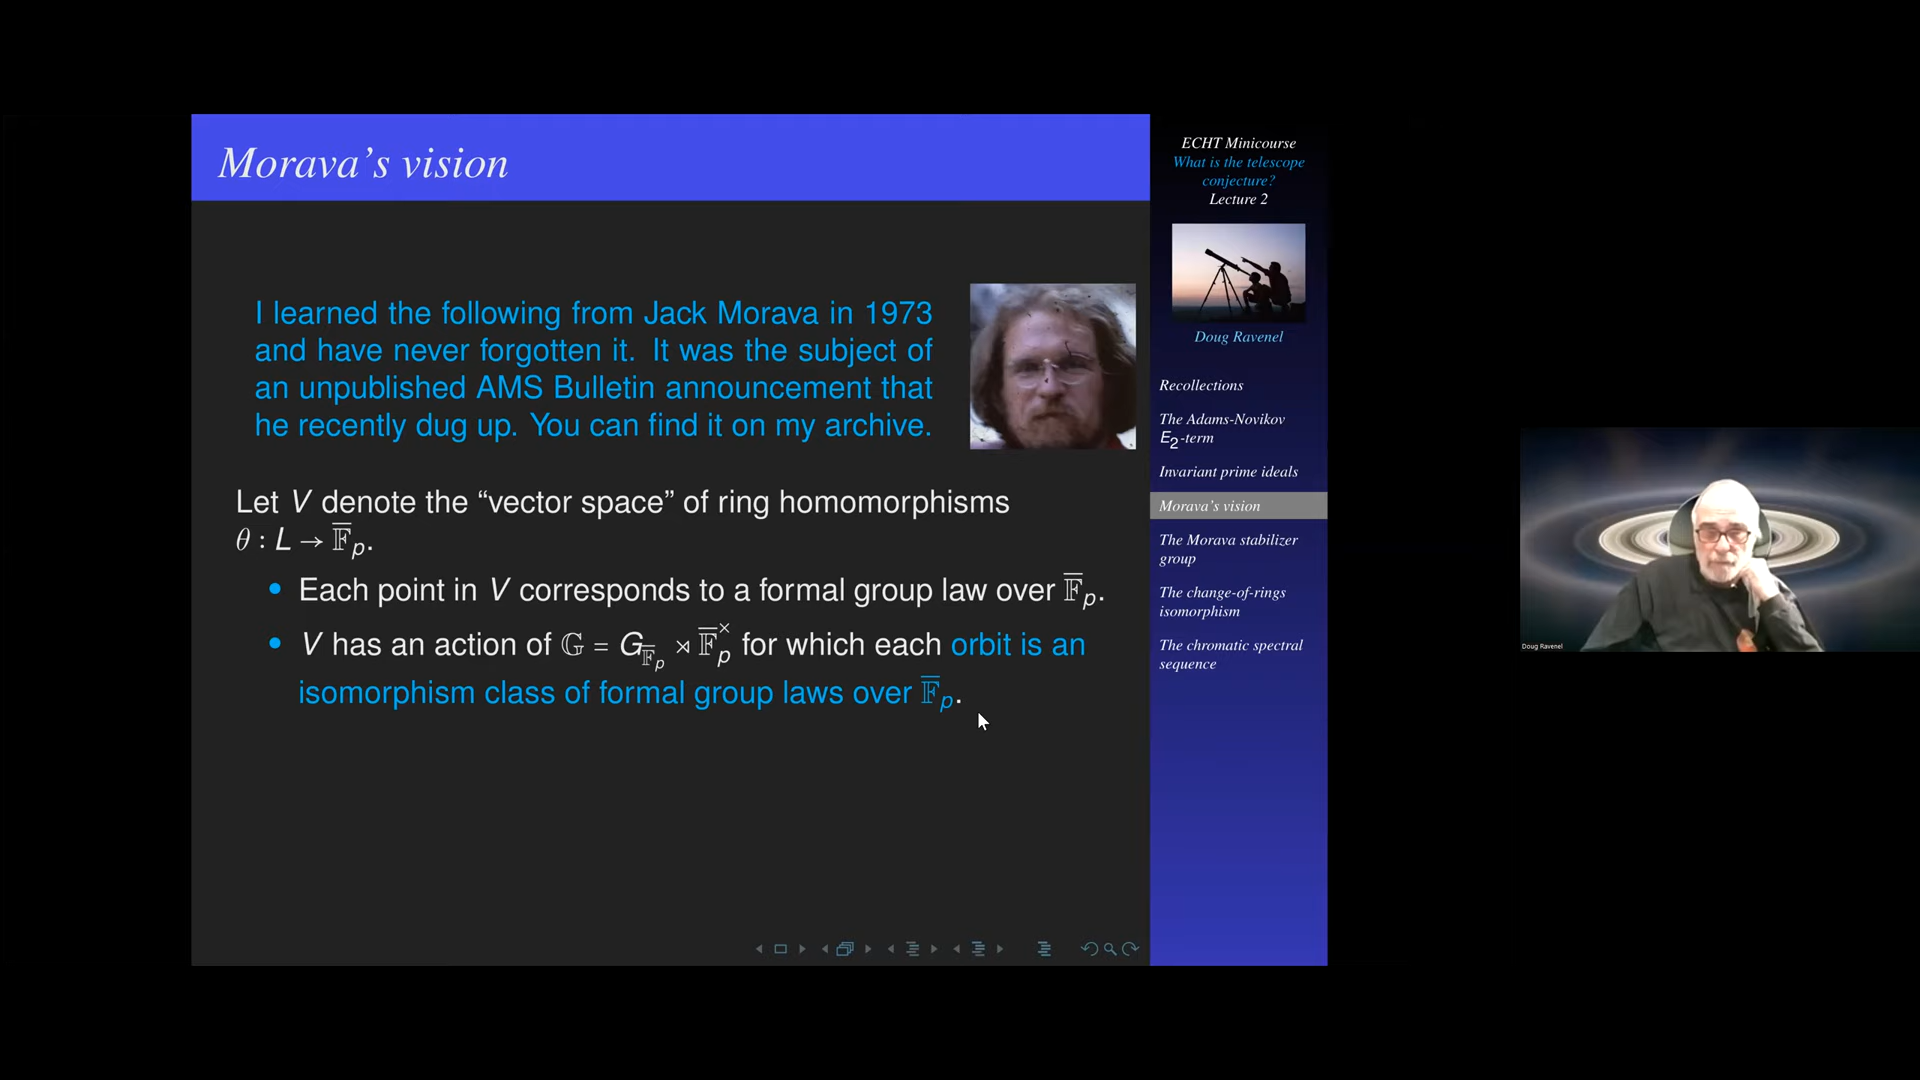 Morava’s vision
I learned the following from Jack Morava in 1973
and have never forgotten it. It was the subject of
an unpublished AMS Bulletin announcement that
he recently dug up. You can find it on my archive.
Let V denote the “vector space” of ring homomorphisms
θ : L → 𝔽̅ₚ.
• Each point in V corresponds to a formal group law over 𝔽̅ₚ.
• V has an action of 𝔾 = G_{𝔽̅ₚ} ⋊ 𝔽̅ₚ^× for which each orbit is an
isomorphism class of formal group laws over 𝔽̅ₚ.
ECHT Minicourse
What is the telescope
conjecture?
Lecture 2
Doug Ravenel
Recollections
The Adams-Novikov
E₂-term
Invariant prime ideals
Morava’s vision
The Morava stabilizer
group
The change-of-rings
isomorphism
The chromatic spectral
sequence
Doug Ravenel